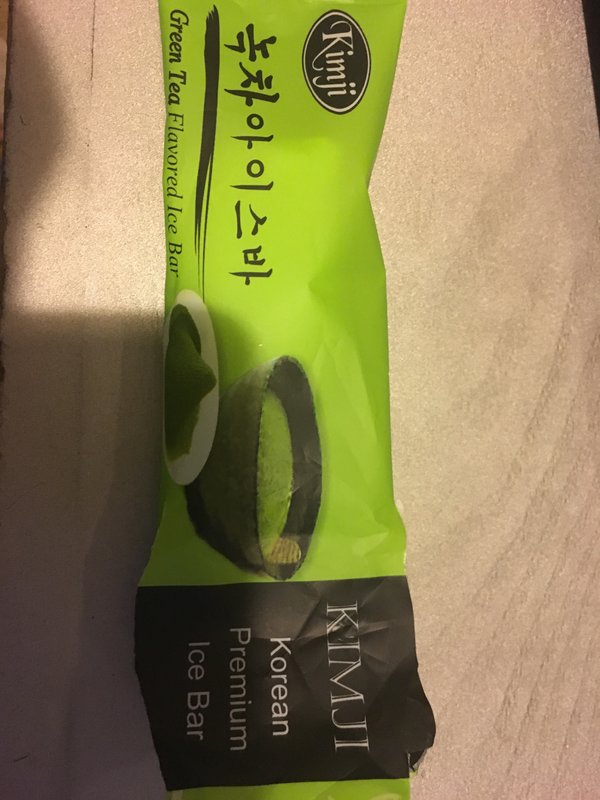 Kimji
녹차아이스바
Green Tea Flavored Ice Bar
KIMJI
Korean
Premium
Ice Bar